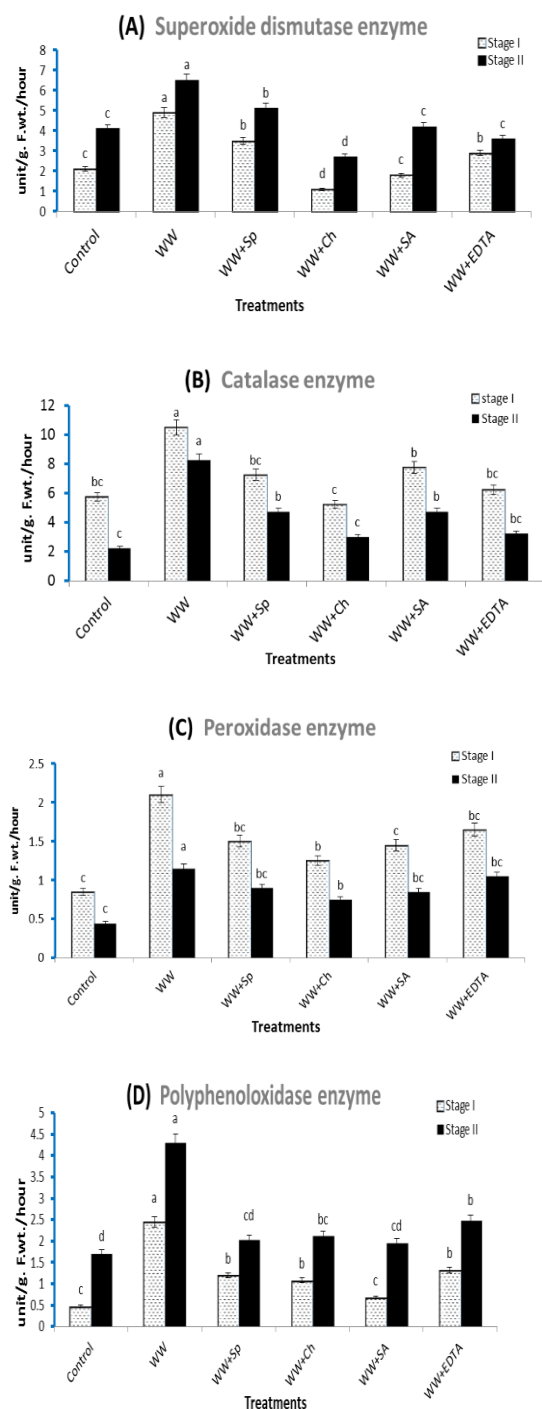 (A) Superoxide dismutase enzyme
Stage I
Stage II
unit/g. F.wt./hour
8
7
6
5
4
3
2
1
0
c
c
a
a
b
b
d
d
c
c
b
c
Control
WW
WW+Sp
WW+Ch
WW+SA
WW+EDTA
Treatments
(B) Catalase enzyme
stage I
Stage II
unit/g. F.wt./hour
12
10
8
6
4
2
0
bc
c
a
a
bc
b
c
c
b
b
bc
bc
Control
WW
WW+Sp
WW+Ch
WW+SA
WW+EDTA
Treatments
(C) Peroxidase enzyme
Stage I
Stage II
unit/g. F.wt./hour
2.5
2
1.5
1
0.5
0
c
c
a
a
bc
bc
b
b
c
bc
bc
bc
Control
WW
WW+Sp
WW+Ch
WW+SA
WW+EDTA
Treatments
(D) Polyphenoloxidase enzyme
Stage I
Stage II
unit/g. F.wt./hour
5
4.5
4
3.5
3
2.5
2
1.5
1
0.5
0
c
d
a
a
b
cd
b
bc
c
cd
b
b
Control
WW
WW+Sp
WW+Ch
WW+SA
WW+EDTA
Treatments